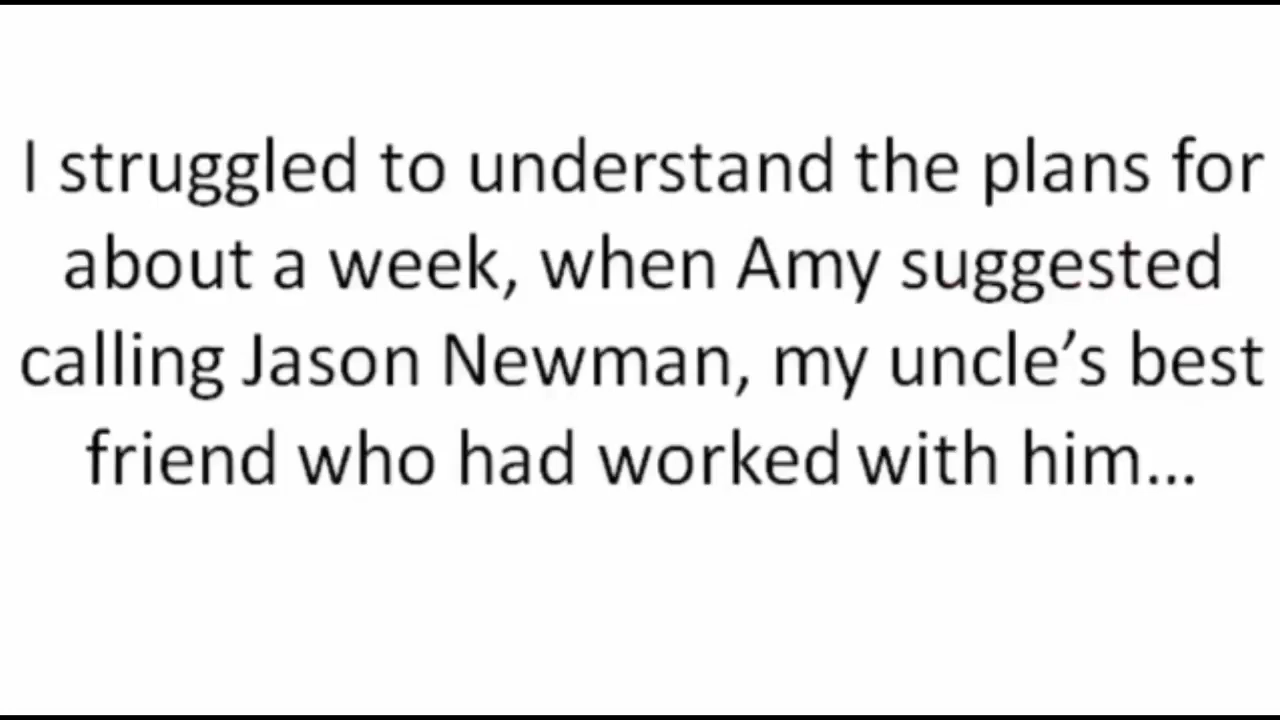 I struggled to understand the plans for
about a week, when Amy suggested
calling Jason Newman, my uncle’s best
friend who had worked with him...